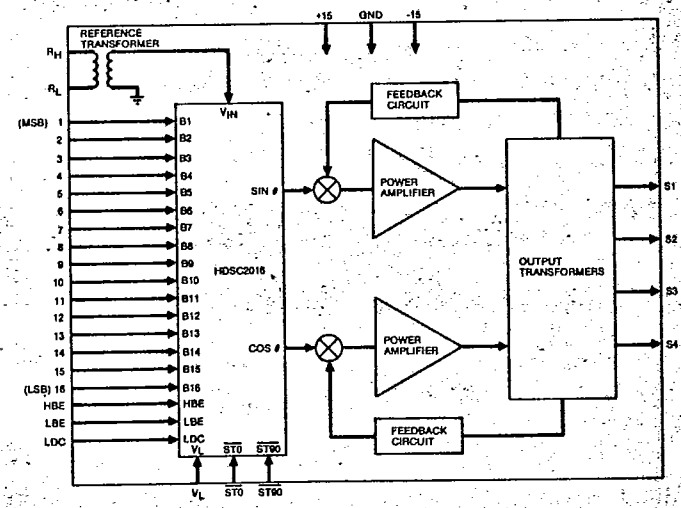 +15 GND -15
REFERENCE
TRANSFORMER
RH
RL
FEEDBACK
CIRCUIT
VIN
(MSB) 1 B1
2 B2
3 B3
4 B4
5 B5
6 B6
7 B7
8 B8
9 B9
10 B10
11 B11
12 B12
13 B13
14 B14
15 B15
(LSB) 16 B16
HBE HBE
LBE LBE
LDC LDC
HDSC2016
SIN θ
COS θ
POWER
AMPLIFIER
POWER
AMPLIFIER
OUTPUT
TRANSFORMERS
S1
S2
S3
S4
FEEDBACK
CIRCUIT
VL ST0 ST90
VL ST0 ST90